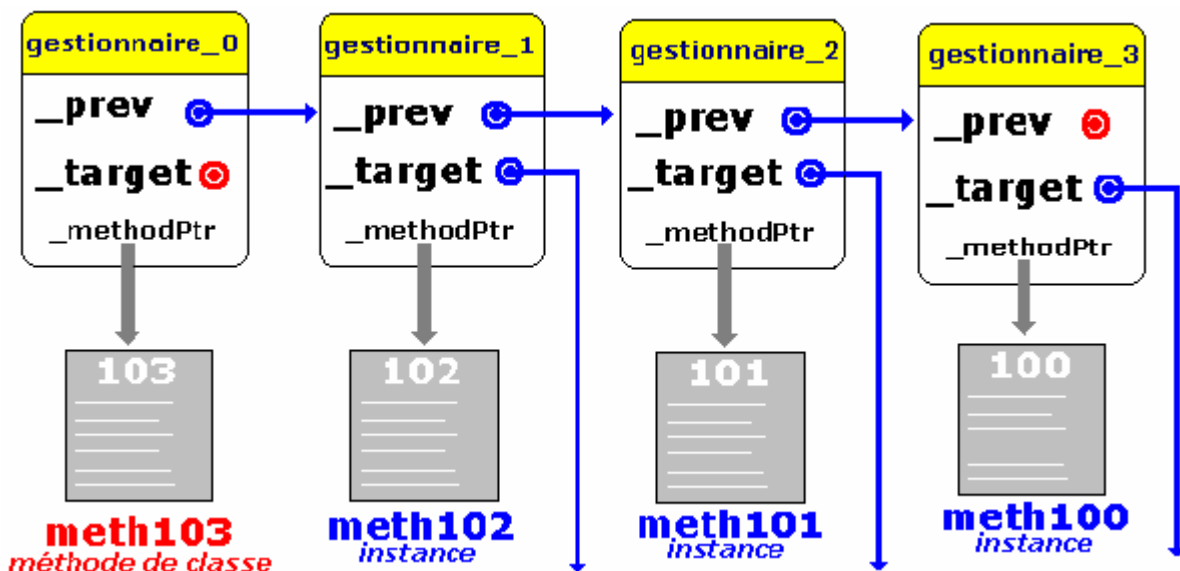 gestionnaire_0
_prev
_target
_methodPtr
103
meth103
méthode de classe
gestionnaire_1
_prev
_target
_methodPtr
102
meth102
instance
gestionnaire_2
_prev
_target
_methodPtr
101
meth101
instance
gestionnaire_3
_prev
_target
_methodPtr
100
meth100
instance